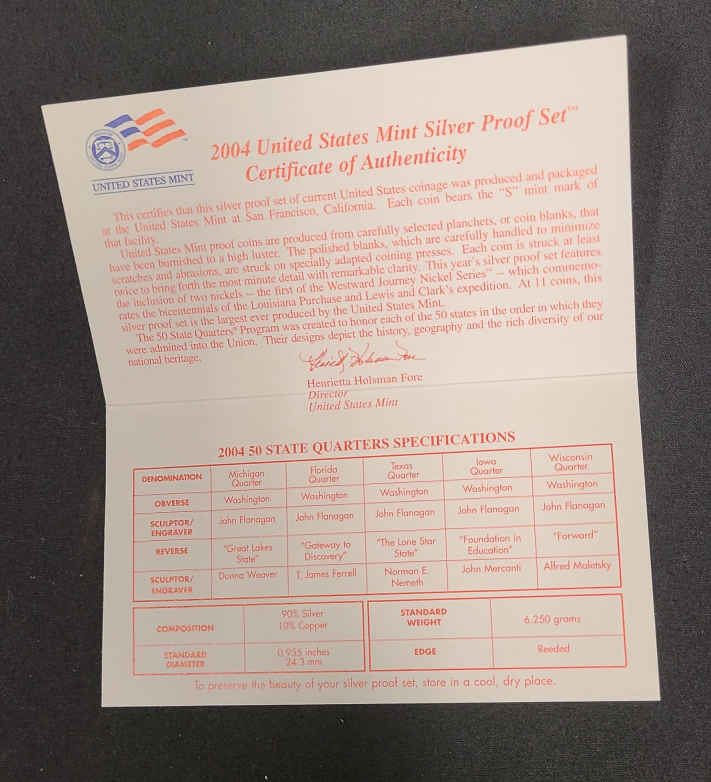 UNITED STATES MINT
2004 United States Mint Silver Proof Set™
Certificate of Authenticity
This certifies that this silver proof set of current United States coinage was produced and packaged
at the United States Mint at San Francisco, California. Each coin bears the "S" mint mark of
that facility.
United States Mint proof coins are produced from carefully selected planchets, or coin blanks, that
have been burnished to a high luster. The polished blanks, which are carefully handled to minimize
scratches and abrasions, are struck on specially adapted coining presses. Each coin is struck at least
twice to bring forth the most minute detail with remarkable clarity. This year's silver proof set features
the inclusion of two nickels – the first of the Westward Journey Nickel Series™ – which commemo-
rates the bicentennials of the Louisiana Purchase and Lewis and Clark's expedition. At 11 coins, this
silver proof set is the largest ever produced by the United States Mint.
The 50 State Quarters® Program was created to honor each of the 50 states in the order in which they
were admitted into the Union. Their designs depict the history, geography and the rich diversity of our
national heritage.
Henrietta Holsman Fore
Henrietta Holsman Fore
Director
United States Mint
2004 50 STATE QUARTERS SPECIFICATIONS
DENOMINATION Michigan Quarter Florida Quarter Texas Quarter Iowa Quarter Wisconsin Quarter
OBVERSE Washington Washington Washington Washington Washington
SCULPTOR/ENGRAVER John Flanagan John Flanagan John Flanagan John Flanagan John Flanagan
REVERSE "Great Lakes State" "Gateway to Discovery" "The Lone Star State" "Foundation in Education" "Forward"
SCULPTOR/ENGRAVER Donna Weaver T. James Ferrell Norman E. Nemeth John Mercanti Alfred Maletsky
COMPOSITION 90% Silver 10% Copper STANDARD WEIGHT 6.250 grams
STANDARD DIAMETER 0.955 inches 24.3 mm EDGE Reeded
To preserve the beauty of your silver proof set, store in a cool, dry place.